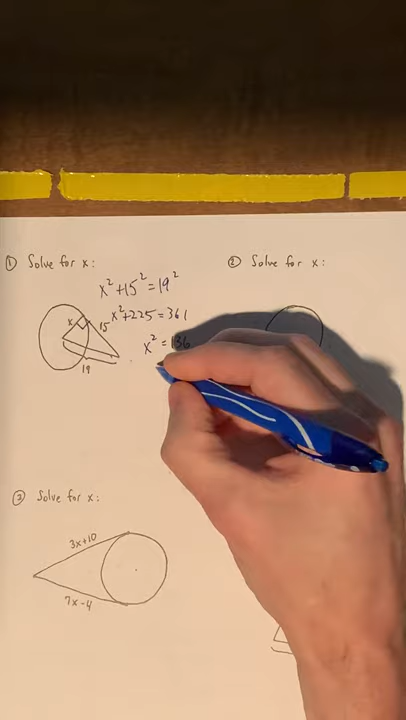 ① Solve for x:
x² + 15² = 19²
x² + 225 = 361
x² = 136
x
15
19
② Solve for x:
③ Solve for x:
3x+10
7x-4